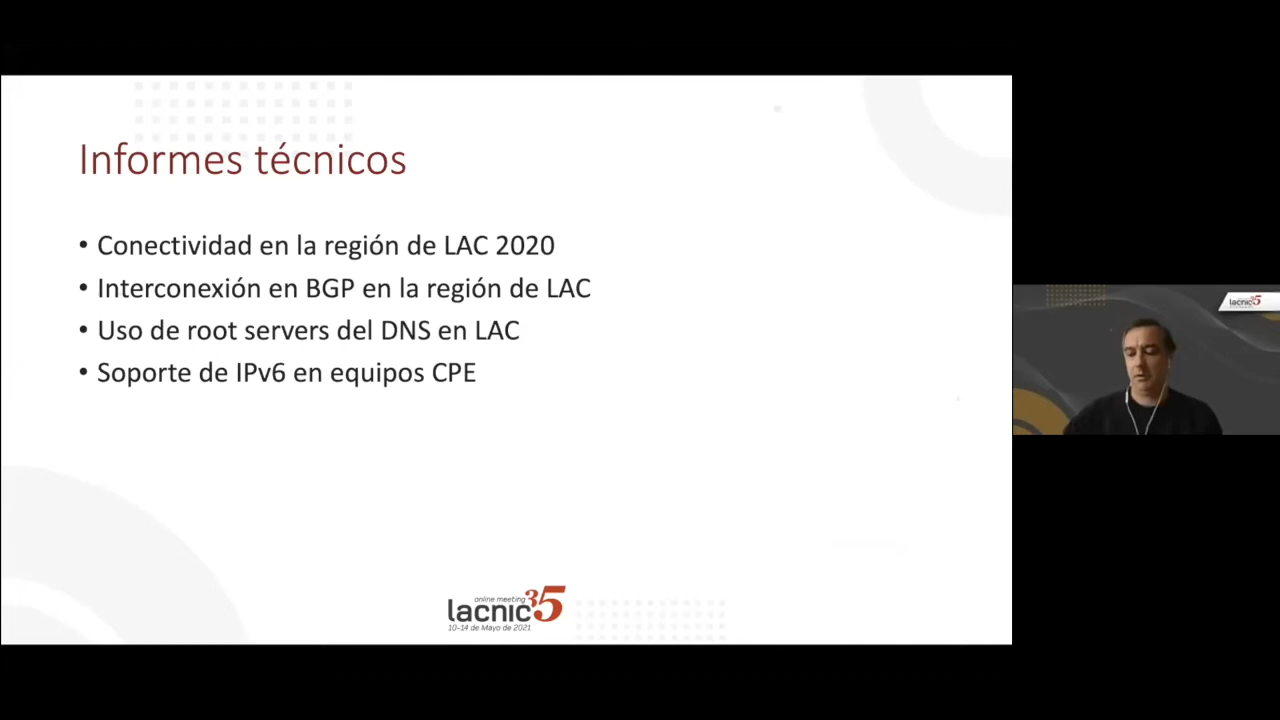 Informes técnicos
• Conectividad en la región de LAC 2020
• Interconexión en BGP en la región de LAC
• Uso de root servers del DNS en LAC
• Soporte de IPv6 en equipos CPE
online meeting
lacnic35
10-14 de Mayo de 2021
lacnic35